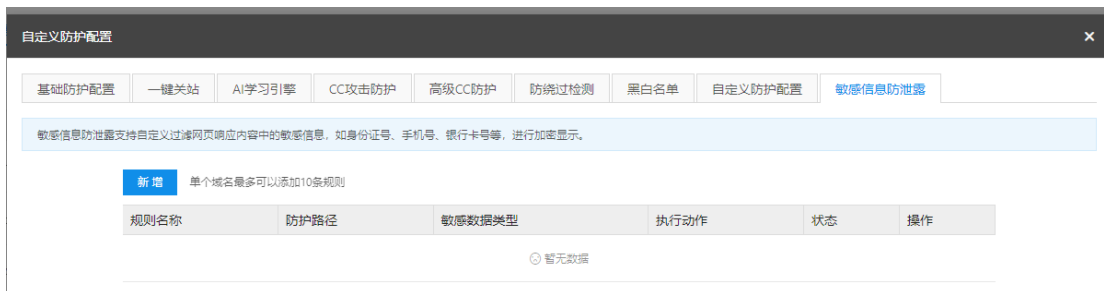 自定义防护配置 ×
基础防护配置 一键关站 AI学习引擎 CC攻击防护 高级CC防护 防绕过检测 黑白名单 自定义防护配置 敏感信息防泄露
敏感信息防泄露支持自定义过滤网页响应内容中的敏感信息，如身份证号、手机号、银行卡号等，进行加密显示。
新增 单个域名最多可以添加10条规则
规则名称 防护路径 敏感数据类型 执行动作 状态 操作
暂无数据